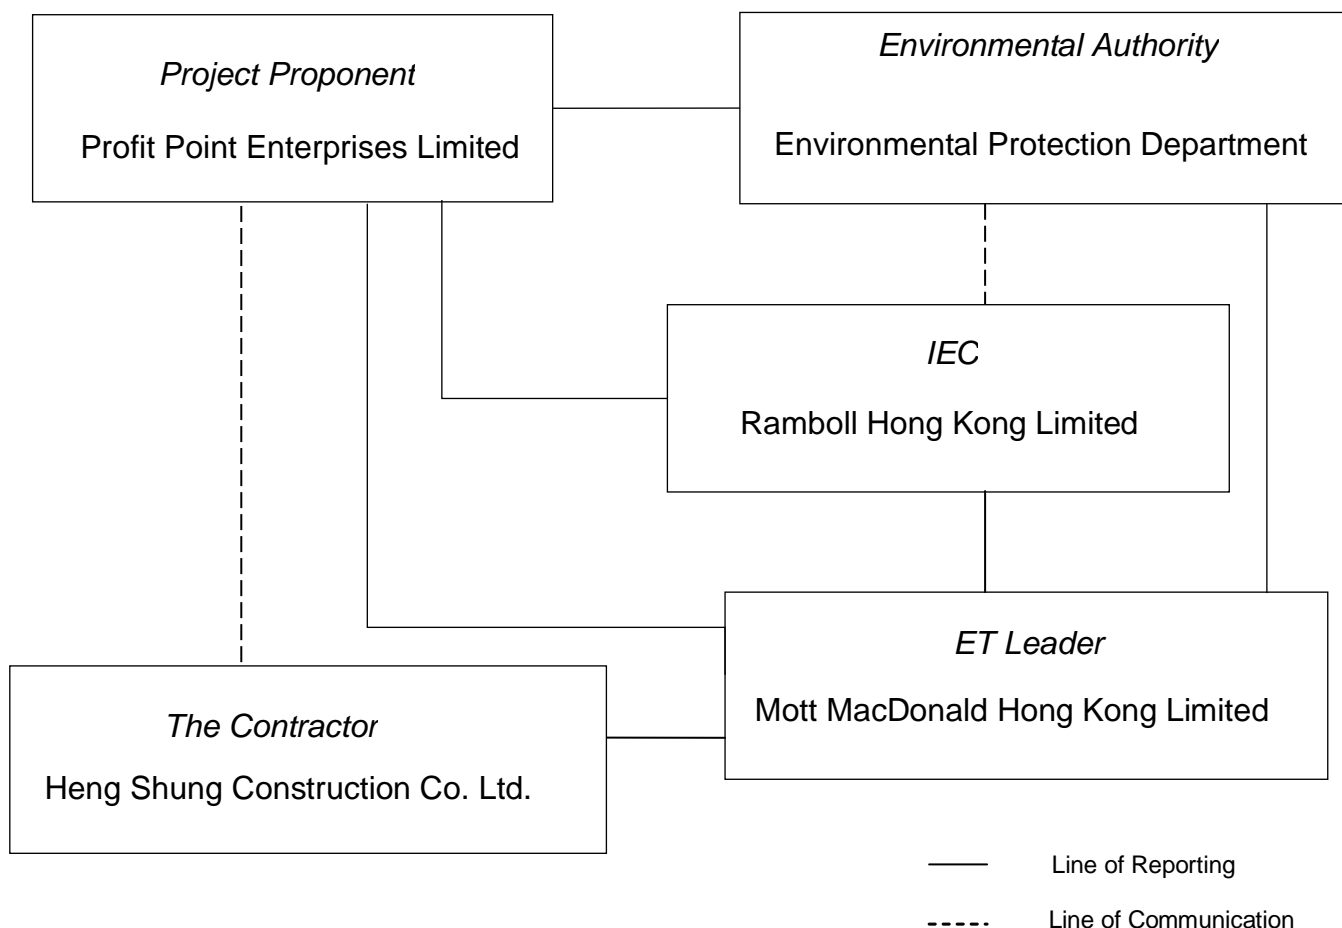 Project Proponent
Profit Point Enterprises Limited
Environmental Authority
Environmental Protection Department
IEC
Ramboll Hong Kong Limited
ET Leader
Mott MacDonald Hong Kong Limited
The Contractor
Heng Shung Construction Co. Ltd.
Line of Reporting
Line of Communication